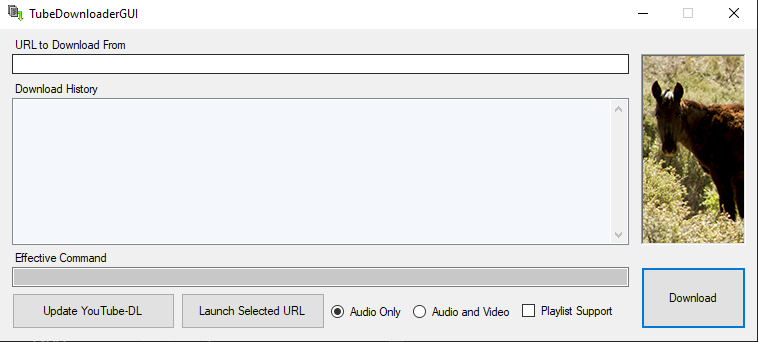 TubeDownloaderGUI
URL to Download From
Download History
Effective Command
Update YouTube-DL
Launch Selected URL
Audio Only
Audio and Video
Playlist Support
Download